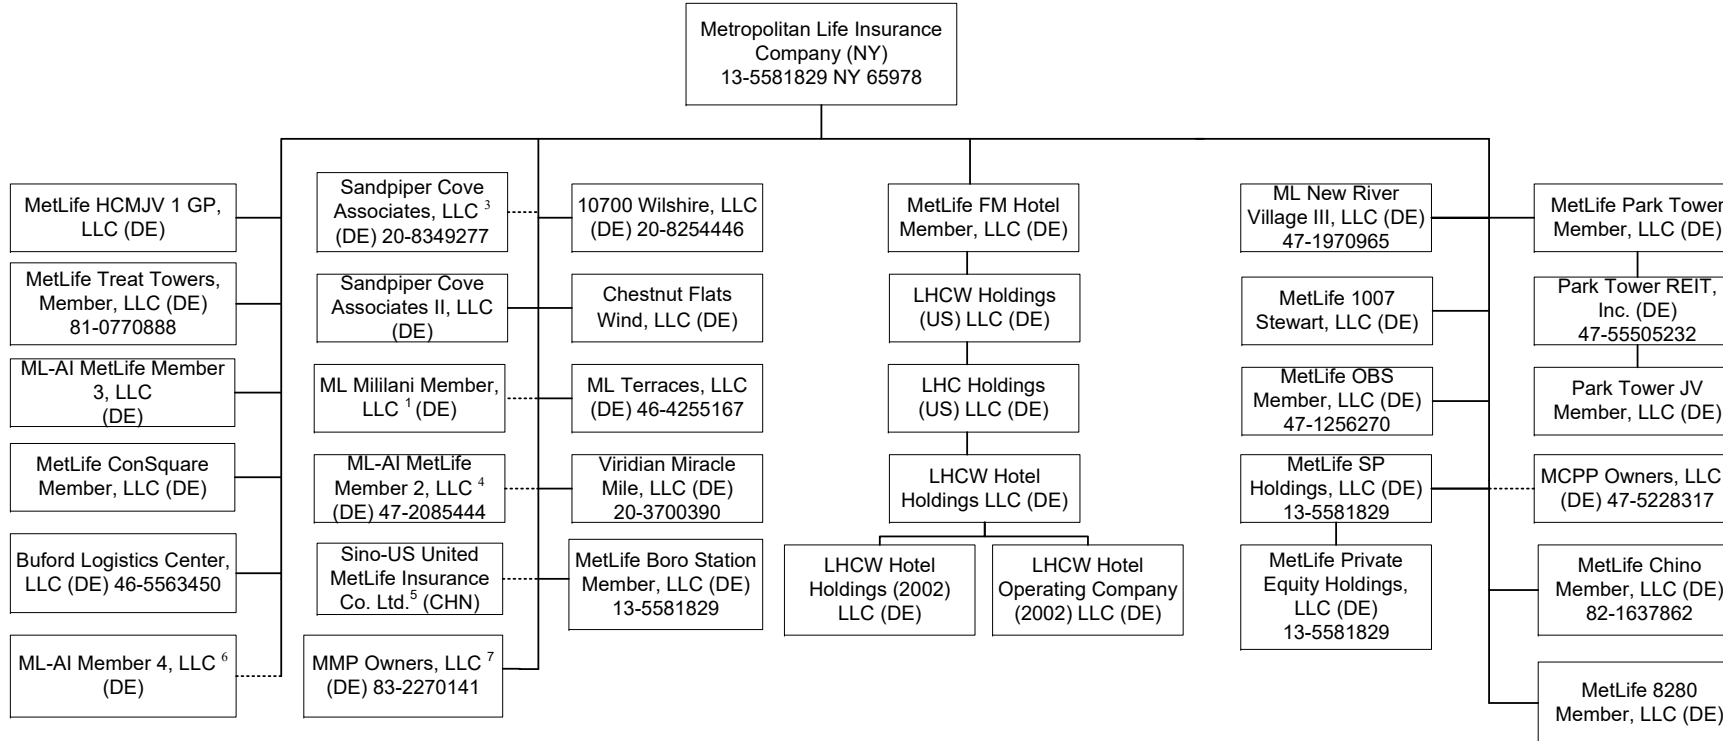 Metropolitan Life Insurance
Company (NY)
13-5581829 NY 65978
MetLife HCMJV 1 GP,
LLC (DE)
MetLife Treat Towers,
Member, LLC (DE)
81-0770888
ML-AI MetLife Member
3, LLC
(DE)
MetLife ConSquare
Member, LLC (DE)
Buford Logistics Center,
LLC (DE) 46-5563450
ML-AI Member 4, LLC 6
(DE)
Sandpiper Cove
Associates, LLC 3
(DE) 20-8349277
Sandpiper Cove
Associates II, LLC
(DE)
ML Mililani Member,
LLC 1 (DE)
ML-AI MetLife
Member 2, LLC 4
(DE) 47-2085444
Sino-US United
MetLife Insurance
Co. Ltd.5 (CHN)
MMP Owners, LLC 7
(DE) 83-2270141
10700 Wilshire, LLC
(DE) 20-8254446
Chestnut Flats
Wind, LLC (DE)
ML Terraces, LLC
(DE) 46-4255167
Viridian Miracle
Mile, LLC (DE)
20-3700390
MetLife Boro Station
Member, LLC (DE)
13-5581829
MetLife FM Hotel
Member, LLC (DE)
LHCW Holdings
(US) LLC (DE)
LHC Holdings
(US) LLC (DE)
LHCW Hotel
Holdings LLC (DE)
LHCW Hotel
Holdings (2002)
LLC (DE)
LHCW Hotel
Operating Company
(2002) LLC (DE)
ML New River
Village III, LLC (DE)
47-1970965
MetLife 1007
Stewart, LLC (DE)
MetLife OBS
Member, LLC (DE)
47-1256270
MetLife SP
Holdings, LLC (DE)
13-5581829
MetLife Private
Equity Holdings,
LLC (DE)
13-5581829
MetLife Park Tower
Member, LLC (DE)
Park Tower REIT,
Inc. (DE)
47-55505232
Park Tower JV
Member, LLC (DE)
MCPP Owners, LLC
(DE) 47-5228317
MetLife Chino
Member, LLC (DE)
82-1637862
MetLife 8280
Member, LLC (DE)